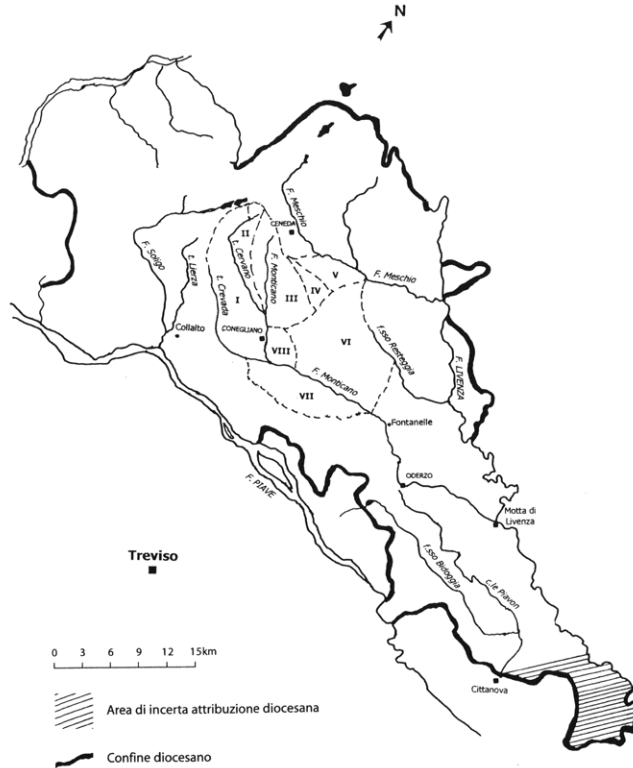 N
F. Meschio
II
CENEDA
F. Soligo
t. Lierza
t. Cervano
F. Monticano
V
F. Meschio
t. Crevada
I
III
IV
Collalto
CONEGLIANO
VIII
VI
f.sso Resteggia
F. LIVENZA
F. Monticano
VII
Fontanelle
F. PIAVE
ODERZO
Motta di
Livenza
Treviso
f.sso Bidoggia
c.le Piavon
0 3 6 9 12 15km
Cittanova
Area di incerta attribuzione diocesana
Confine diocesano